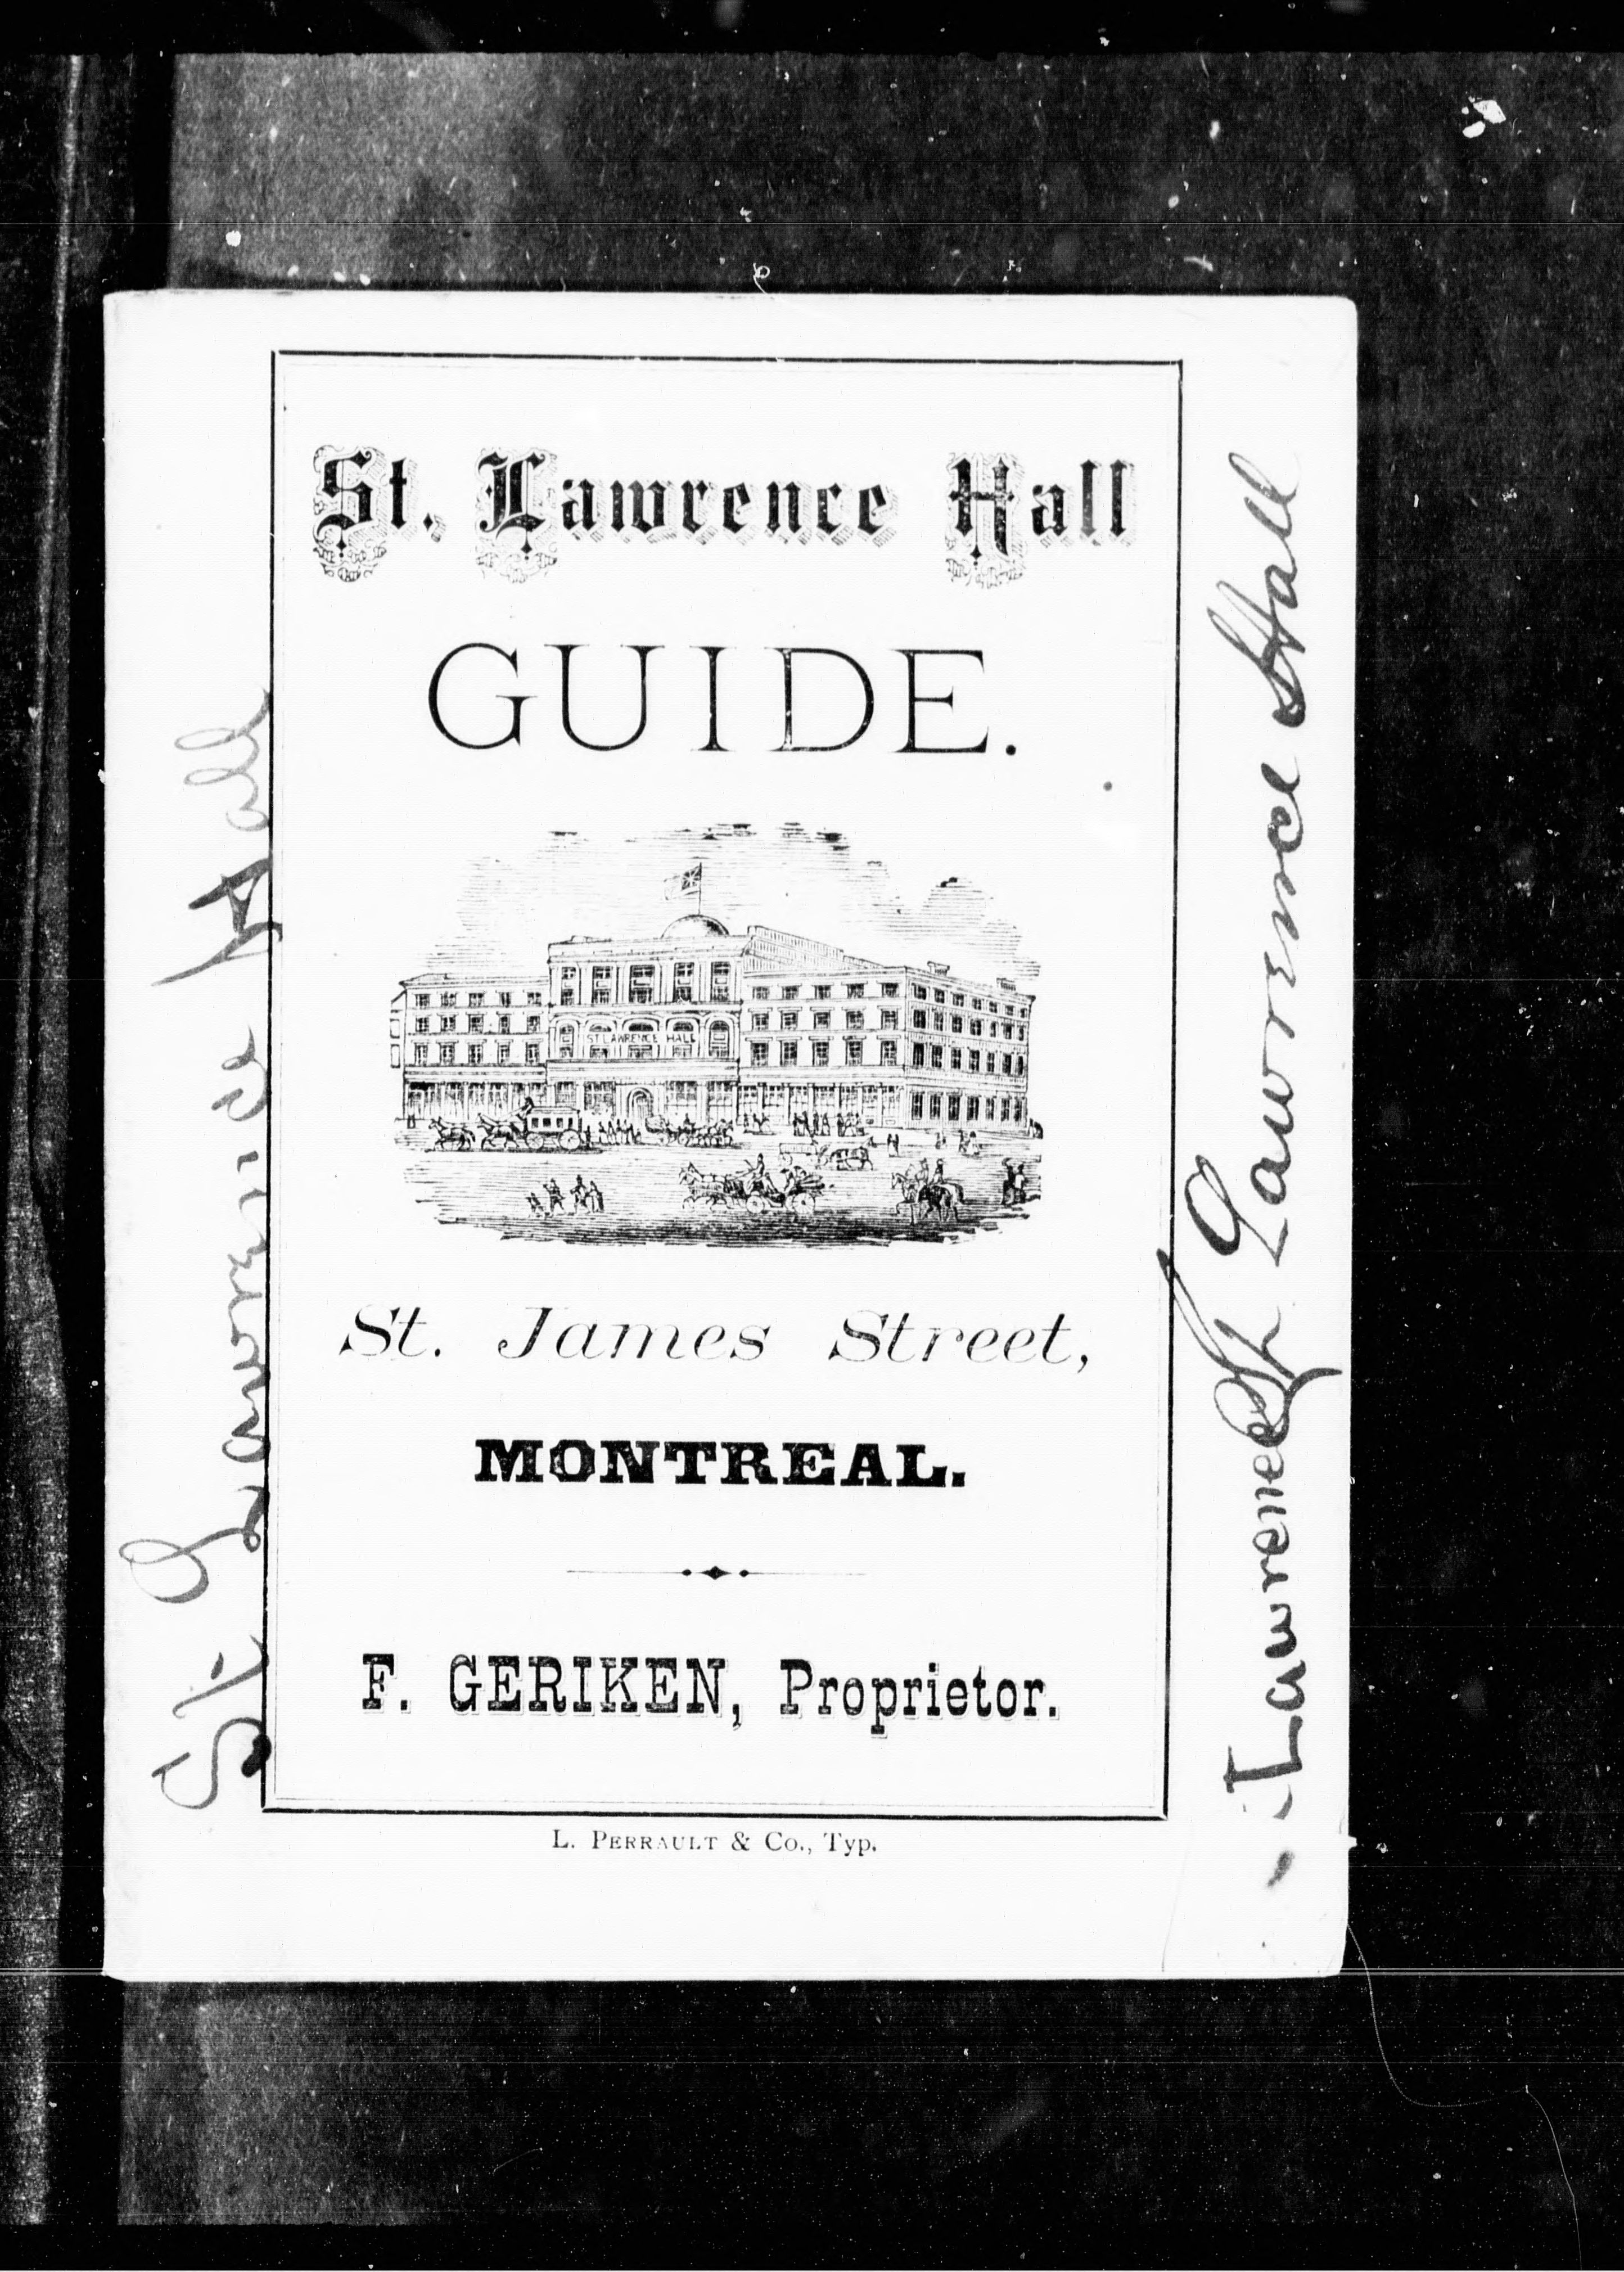 St. Lawrence Hall
GUIDE.
ST LAWRENCE HALL
St. James Street,
MONTREAL.
F. GERIKEN, Proprietor.
L. PERRAULT & Co., Typ.
St. Lawrence Hall
Lawrence St Lawrence Hall